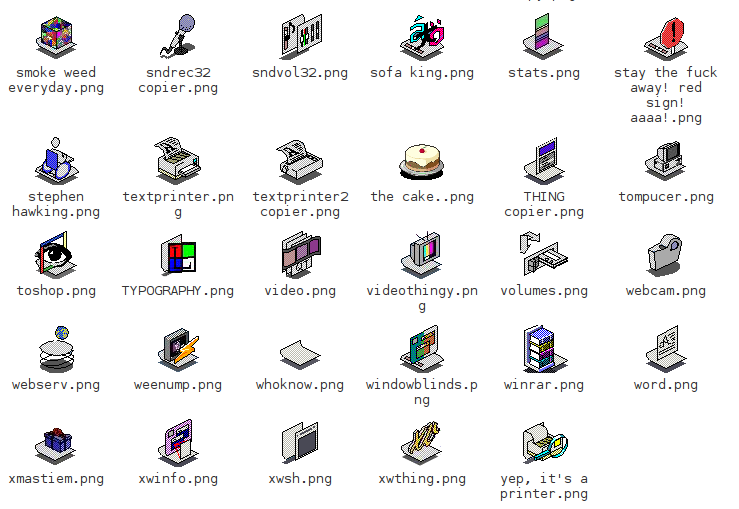 smoke weed
everyday.png
sndrec32
copier.png
sndvol32.png
sofa king.png
stats.png
stay the fuck
away! red
sign!
aaaa!.png
stephen
hawking.png
textprinter.pn
g
textprinter2
copier.png
the cake..png
THING
copier.png
tompucer.png
toshop.png
TYPOGRAPHY.png
video.png
videothingy.pn
g
volumes.png
webcam.png
webserv.png
weenump.png
whoknow.png
windowblinds.p
ng
winrar.png
word.png
xmastiem.png
xwinfo.png
xwsh.png
xwthing.png
yep, it's a
printer.png